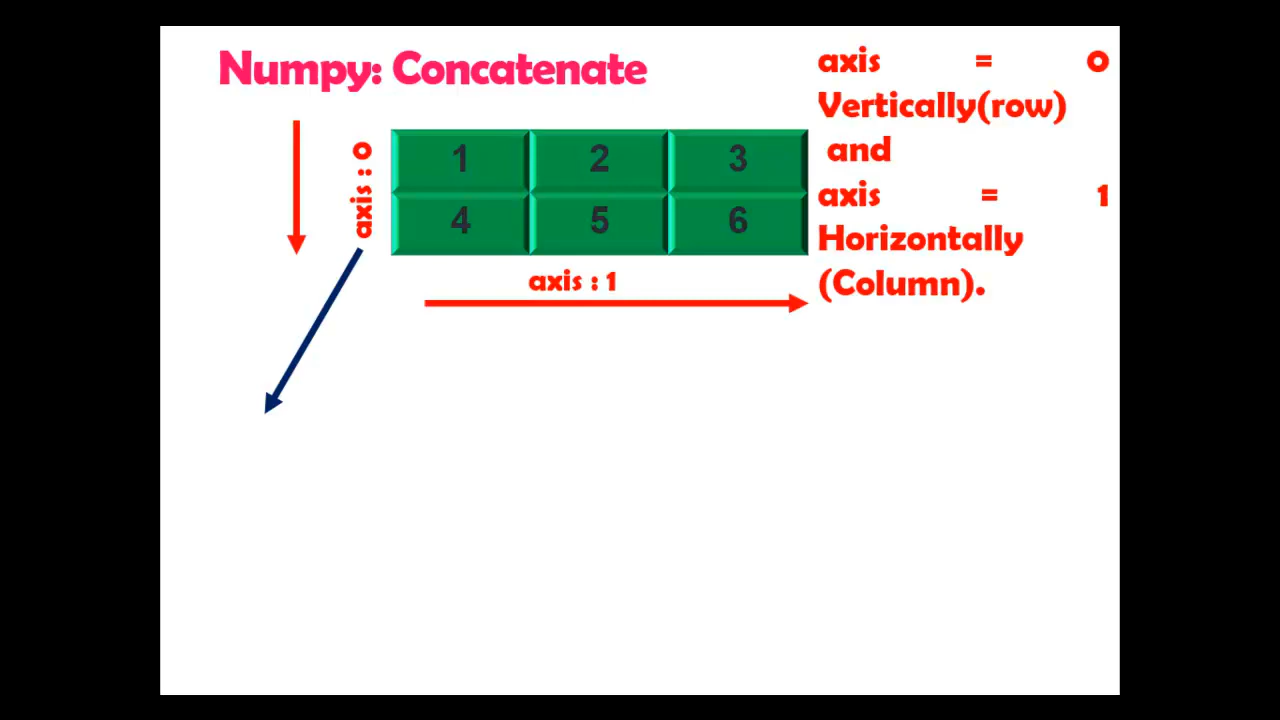 Numpy: Concatenate
axis : 0
1 2 3
4 5 6
axis : 1
axis = 0
Vertically(row)
and
axis = 1
Horizontally
(Column).